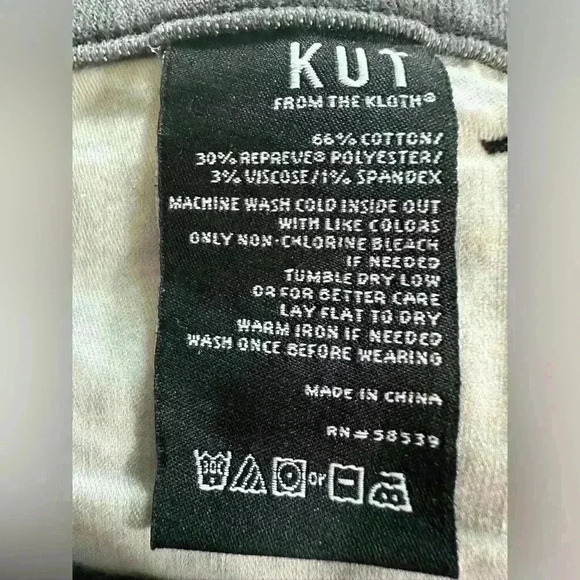 KUT
FROM THE KLOTH®
66% COTTON/
30% REPREVE® POLYESTER/
3% VISCOSE/1% SPANDEX
MACHINE WASH COLD INSIDE OUT
WITH LIKE COLORS
ONLY NON-CHLORINE BLEACH
IF NEEDED
TUMBLE DRY LOW
OR FOR BETTER CARE
LAY FLAT TO DRY
WARM IRON IF NEEDED
WASH ONCE BEFORE WEARING
MADE IN CHINA
RN#58539
30C or